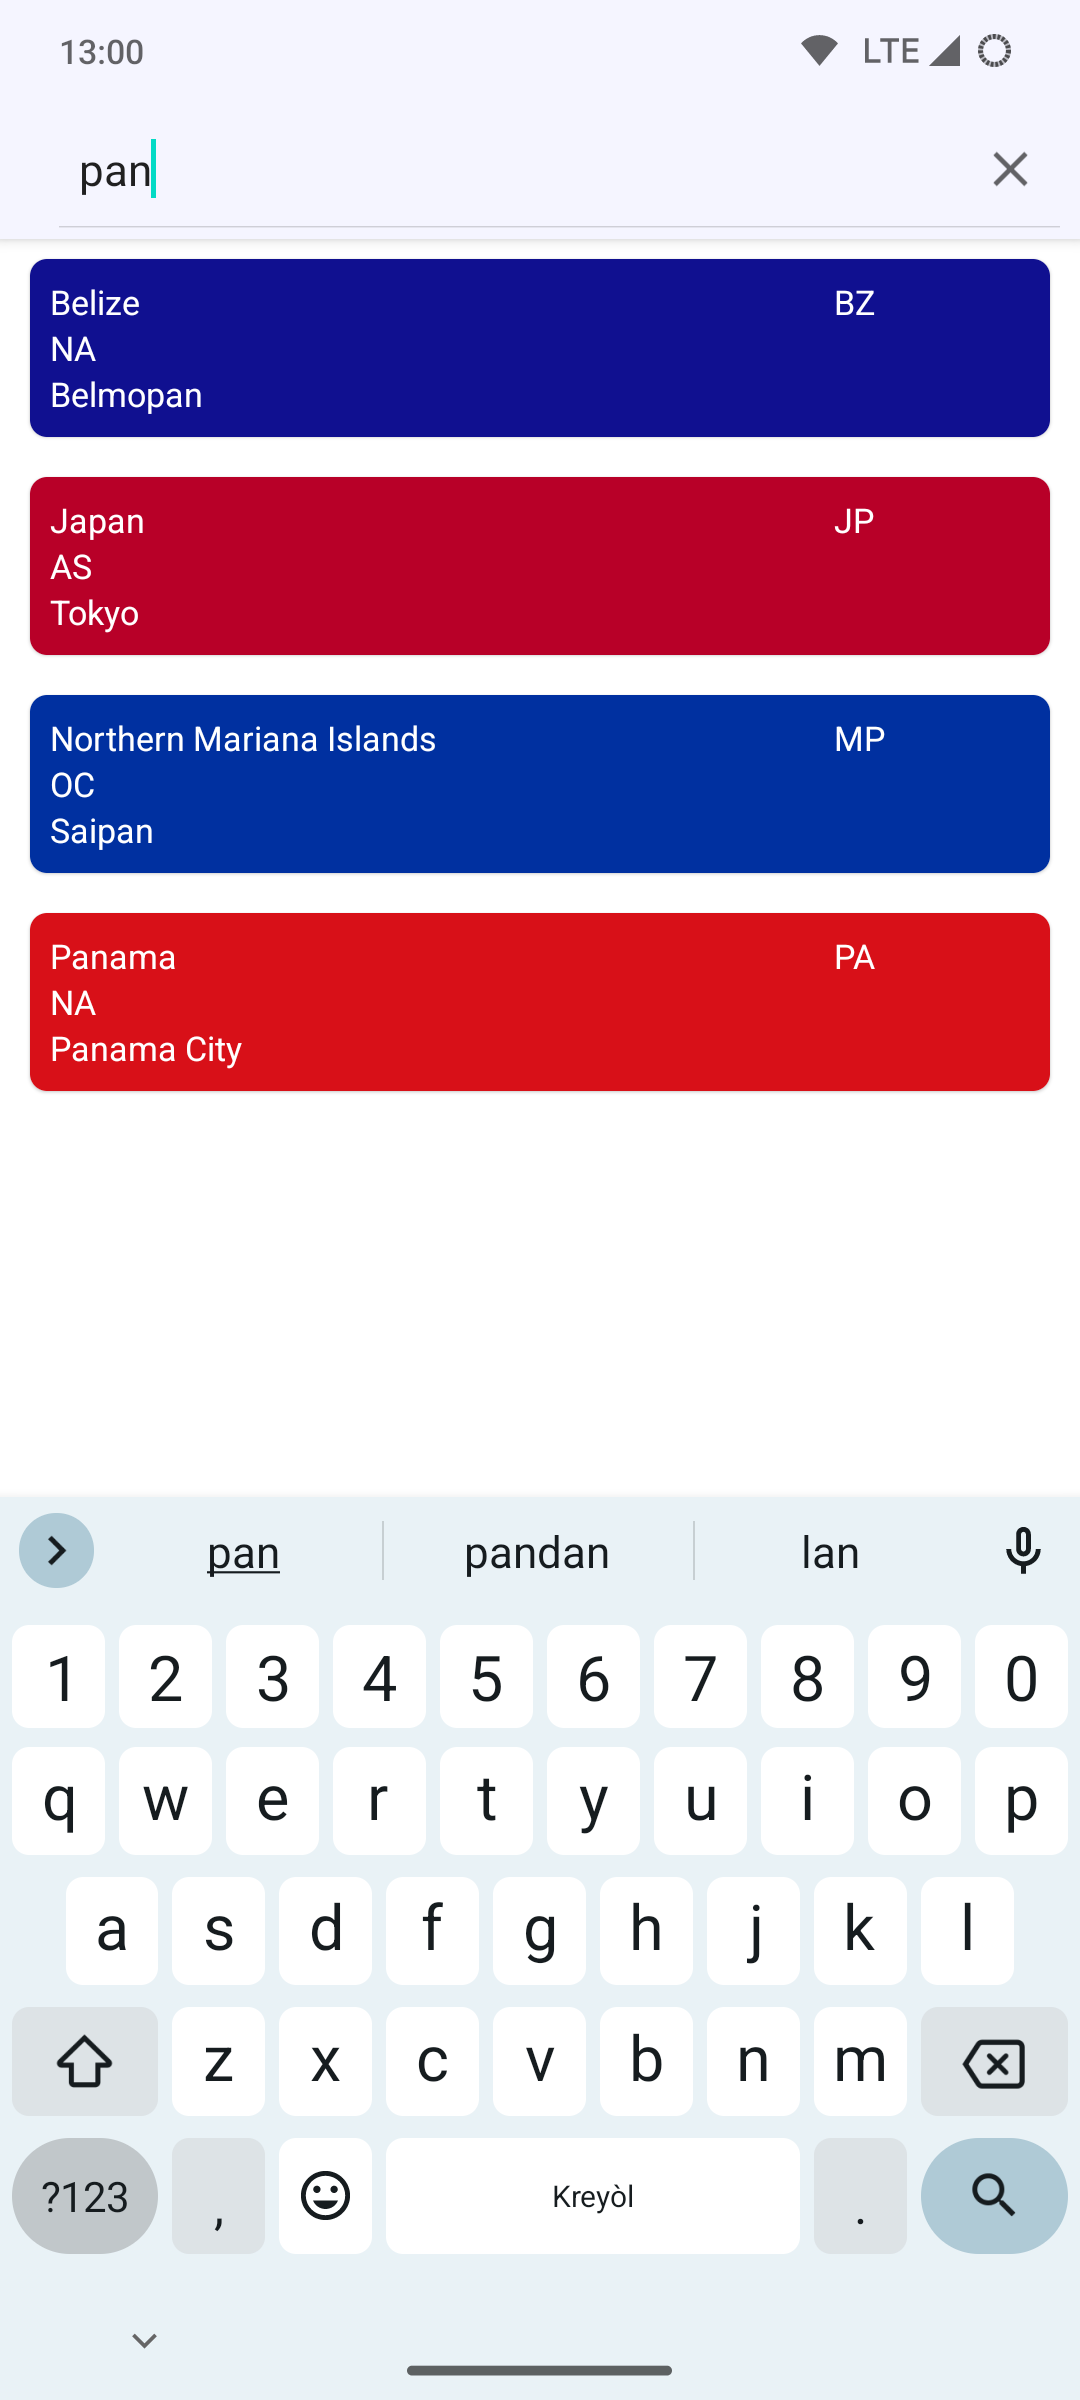 13:00 LTE
pan
Belize BZ
NA
Belmopan
Japan JP
AS
Tokyo
Northern Mariana Islands MP
OC
Saipan
Panama PA
NA
Panama City
pan pandan lan
1 2 3 4 5 6 7 8 9 0
q w e r t y u i o p
a s d f g h j k l
z x c v b n m
?123 , Kreyòl .